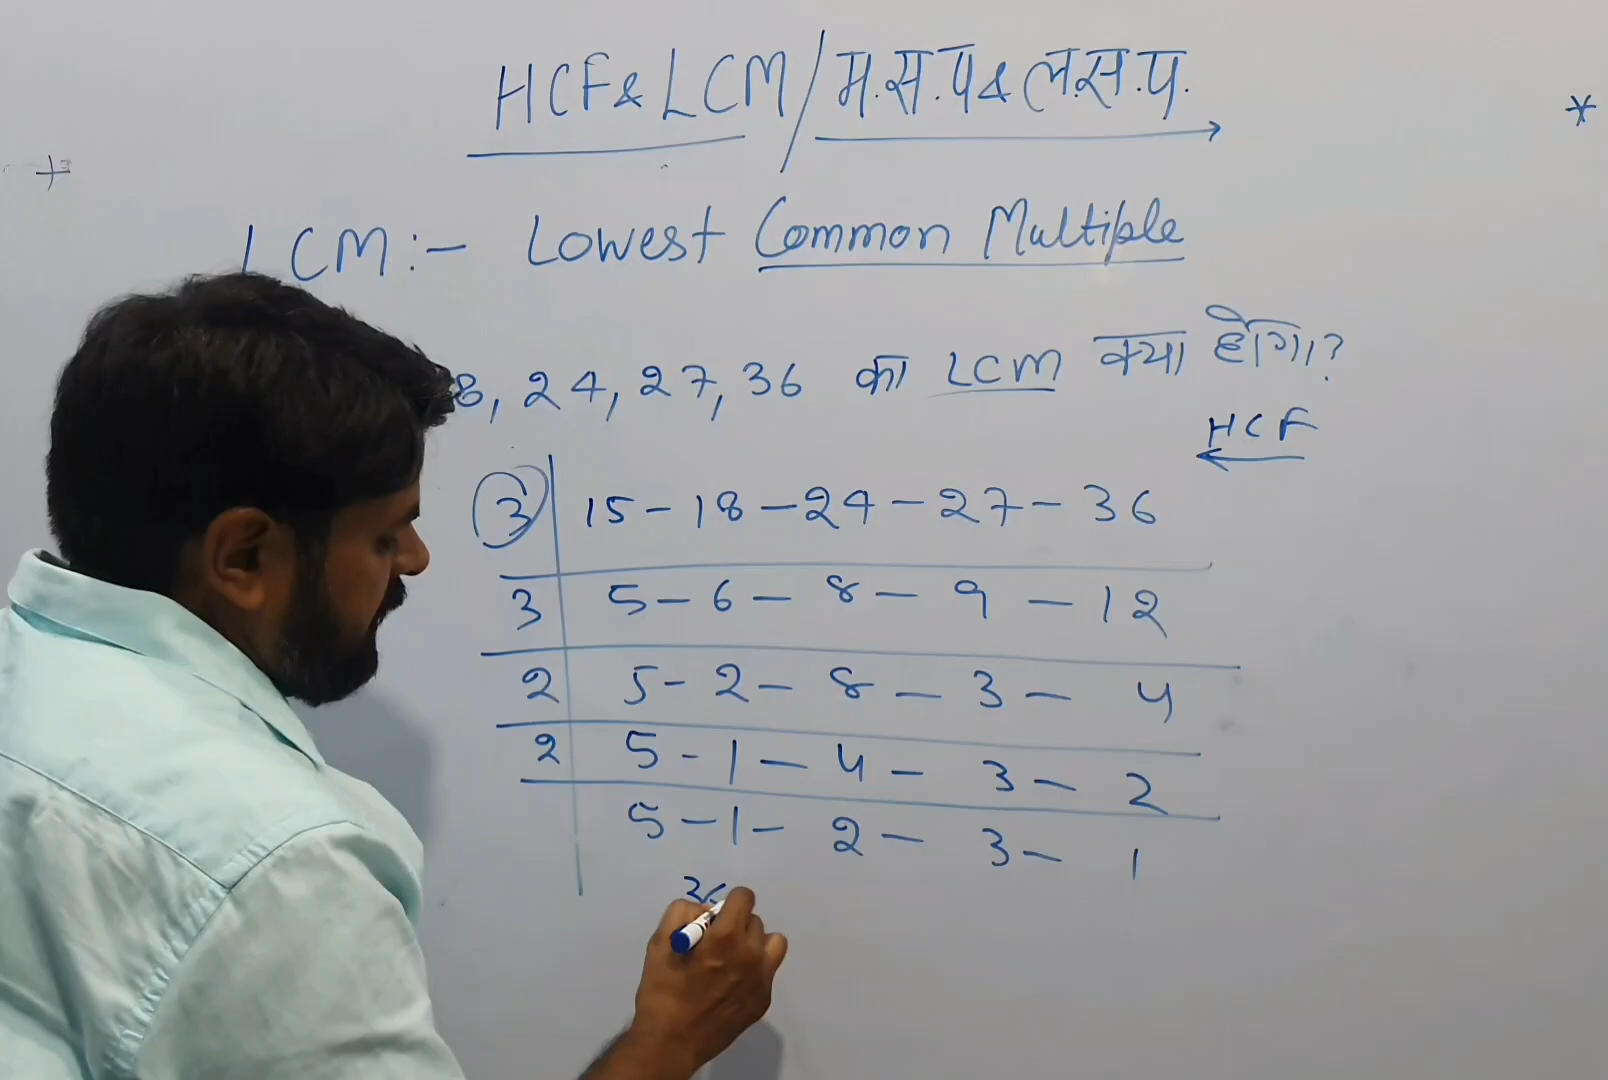 HCF & LCM / म.स.प & ल.स.प.
LCM :- Lowest Common Multiple
8, 24, 27, 36 का LCM क्या होगा?
HCF
3 15 - 18 - 24 - 27 - 36
3 5 - 6 - 8 - 9 - 12
2 5 - 2 - 8 - 3 - 4
2 5 - 1 - 4 - 3 - 2
5 - 1 - 2 - 3 - 1